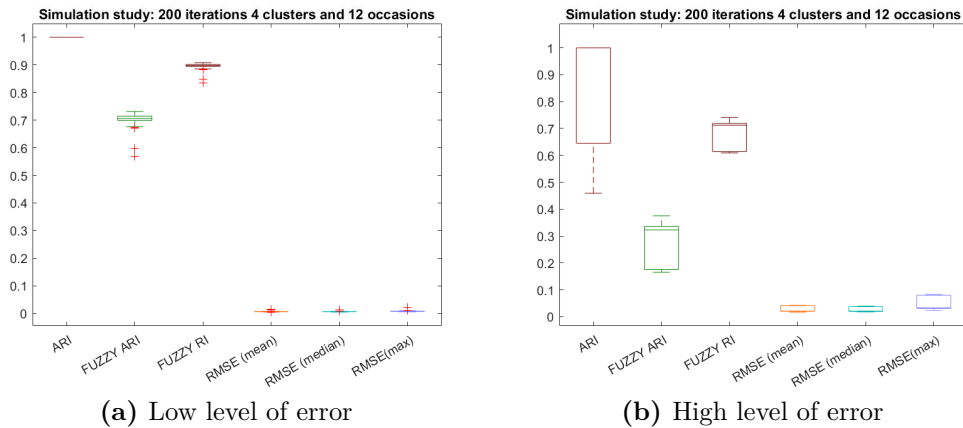 Simulation study: 200 iterations 4 clusters and 12 occasions
1
0.9
0.8
0.7
0.6
0.5
0.4
0.3
0.2
0.1
0
ARI
FUZZY ARI
FUZZY RI
RMSE (mean)
RMSE (median)
RMSE(max)
(a) Low level of error
Simulation study: 200 iterations 4 clusters and 12 occasions
1
0.9
0.8
0.7
0.6
0.5
0.4
0.3
0.2
0.1
0
ARI
FUZZY ARI
FUZZY RI
RMSE (mean)
RMSE (median)
RMSE(max)
(b) High level of error